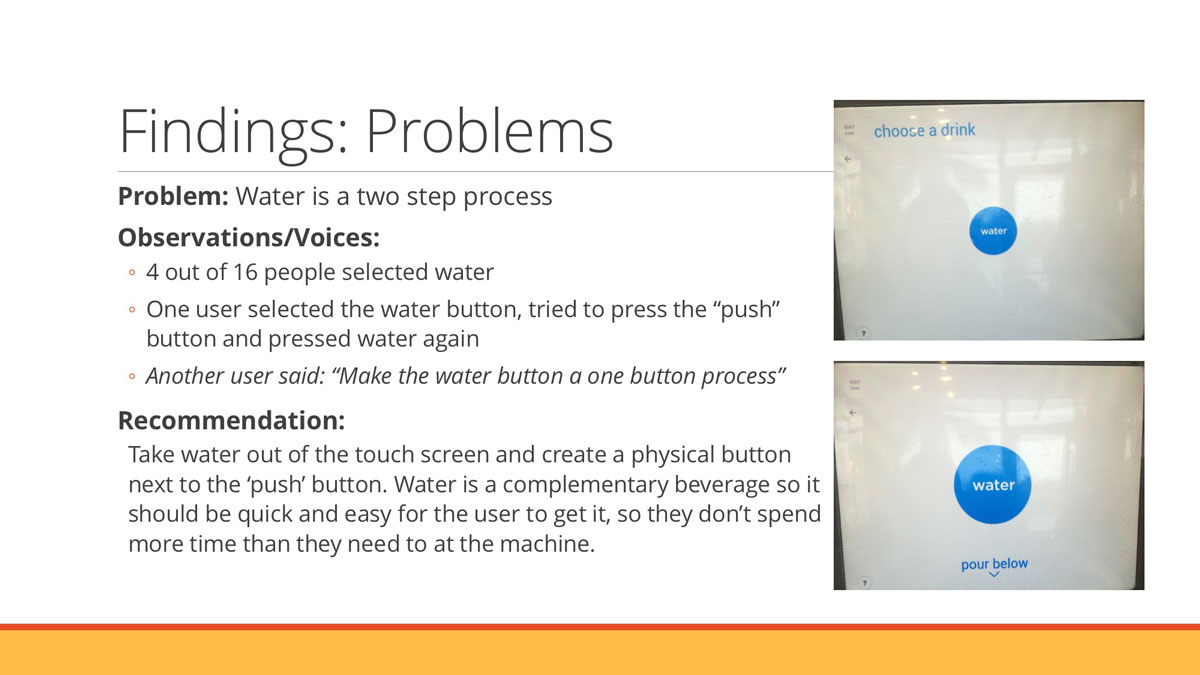 Findings: Problems
Problem: Water is a two step process
Observations/Voices:
◦ 4 out of 16 people selected water
◦ One user selected the water button, tried to press the “push”
button and pressed water again
◦ Another user said: “Make the water button a one button process”
Recommendation:
Take water out of the touch screen and create a physical button
next to the ‘push’ button. Water is a complementary beverage so it
should be quick and easy for the user to get it, so they don’t spend
more time than they need to at the machine.
start
over
choose a drink
water
?
start
over
water
pour below
?